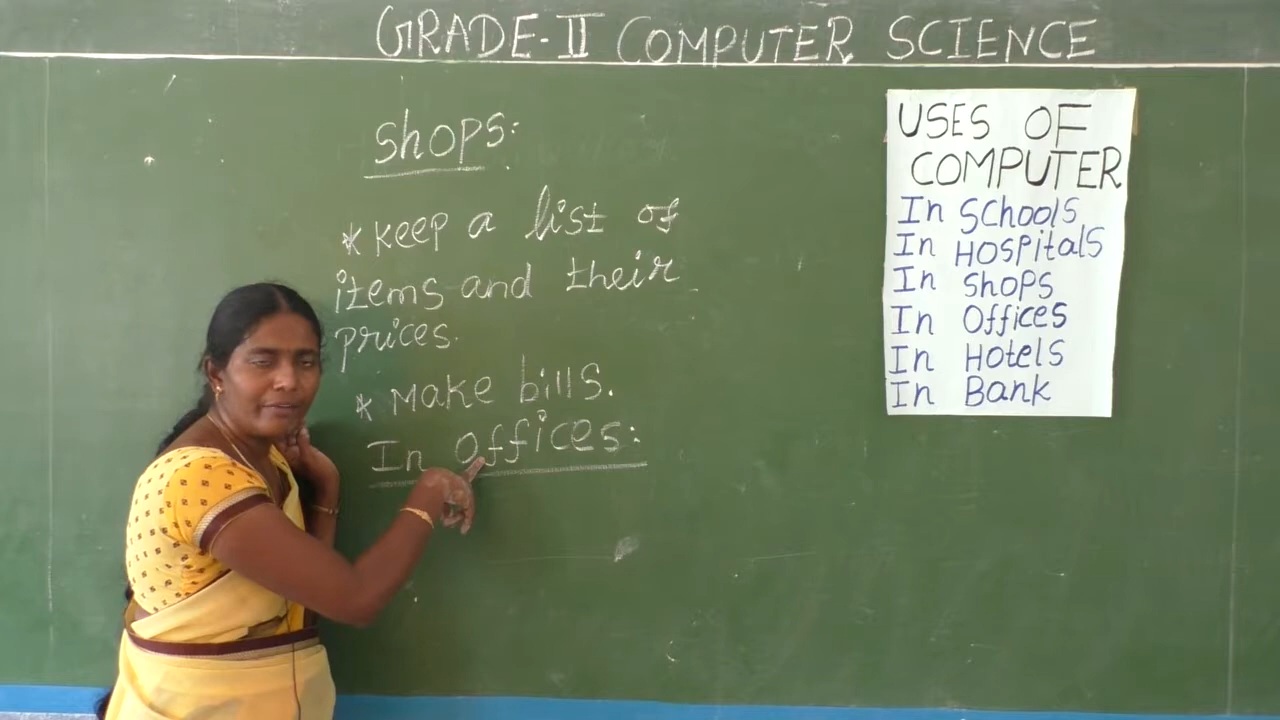 GRADE-II COMPUTER SCIENCE
shops:
* Keep a list of
items and their
prices.
* Make bills.
In Offices:
USES OF
COMPUTER
In Schools
In Hospitals
In Shops
In Offices
In Hotels
In Bank